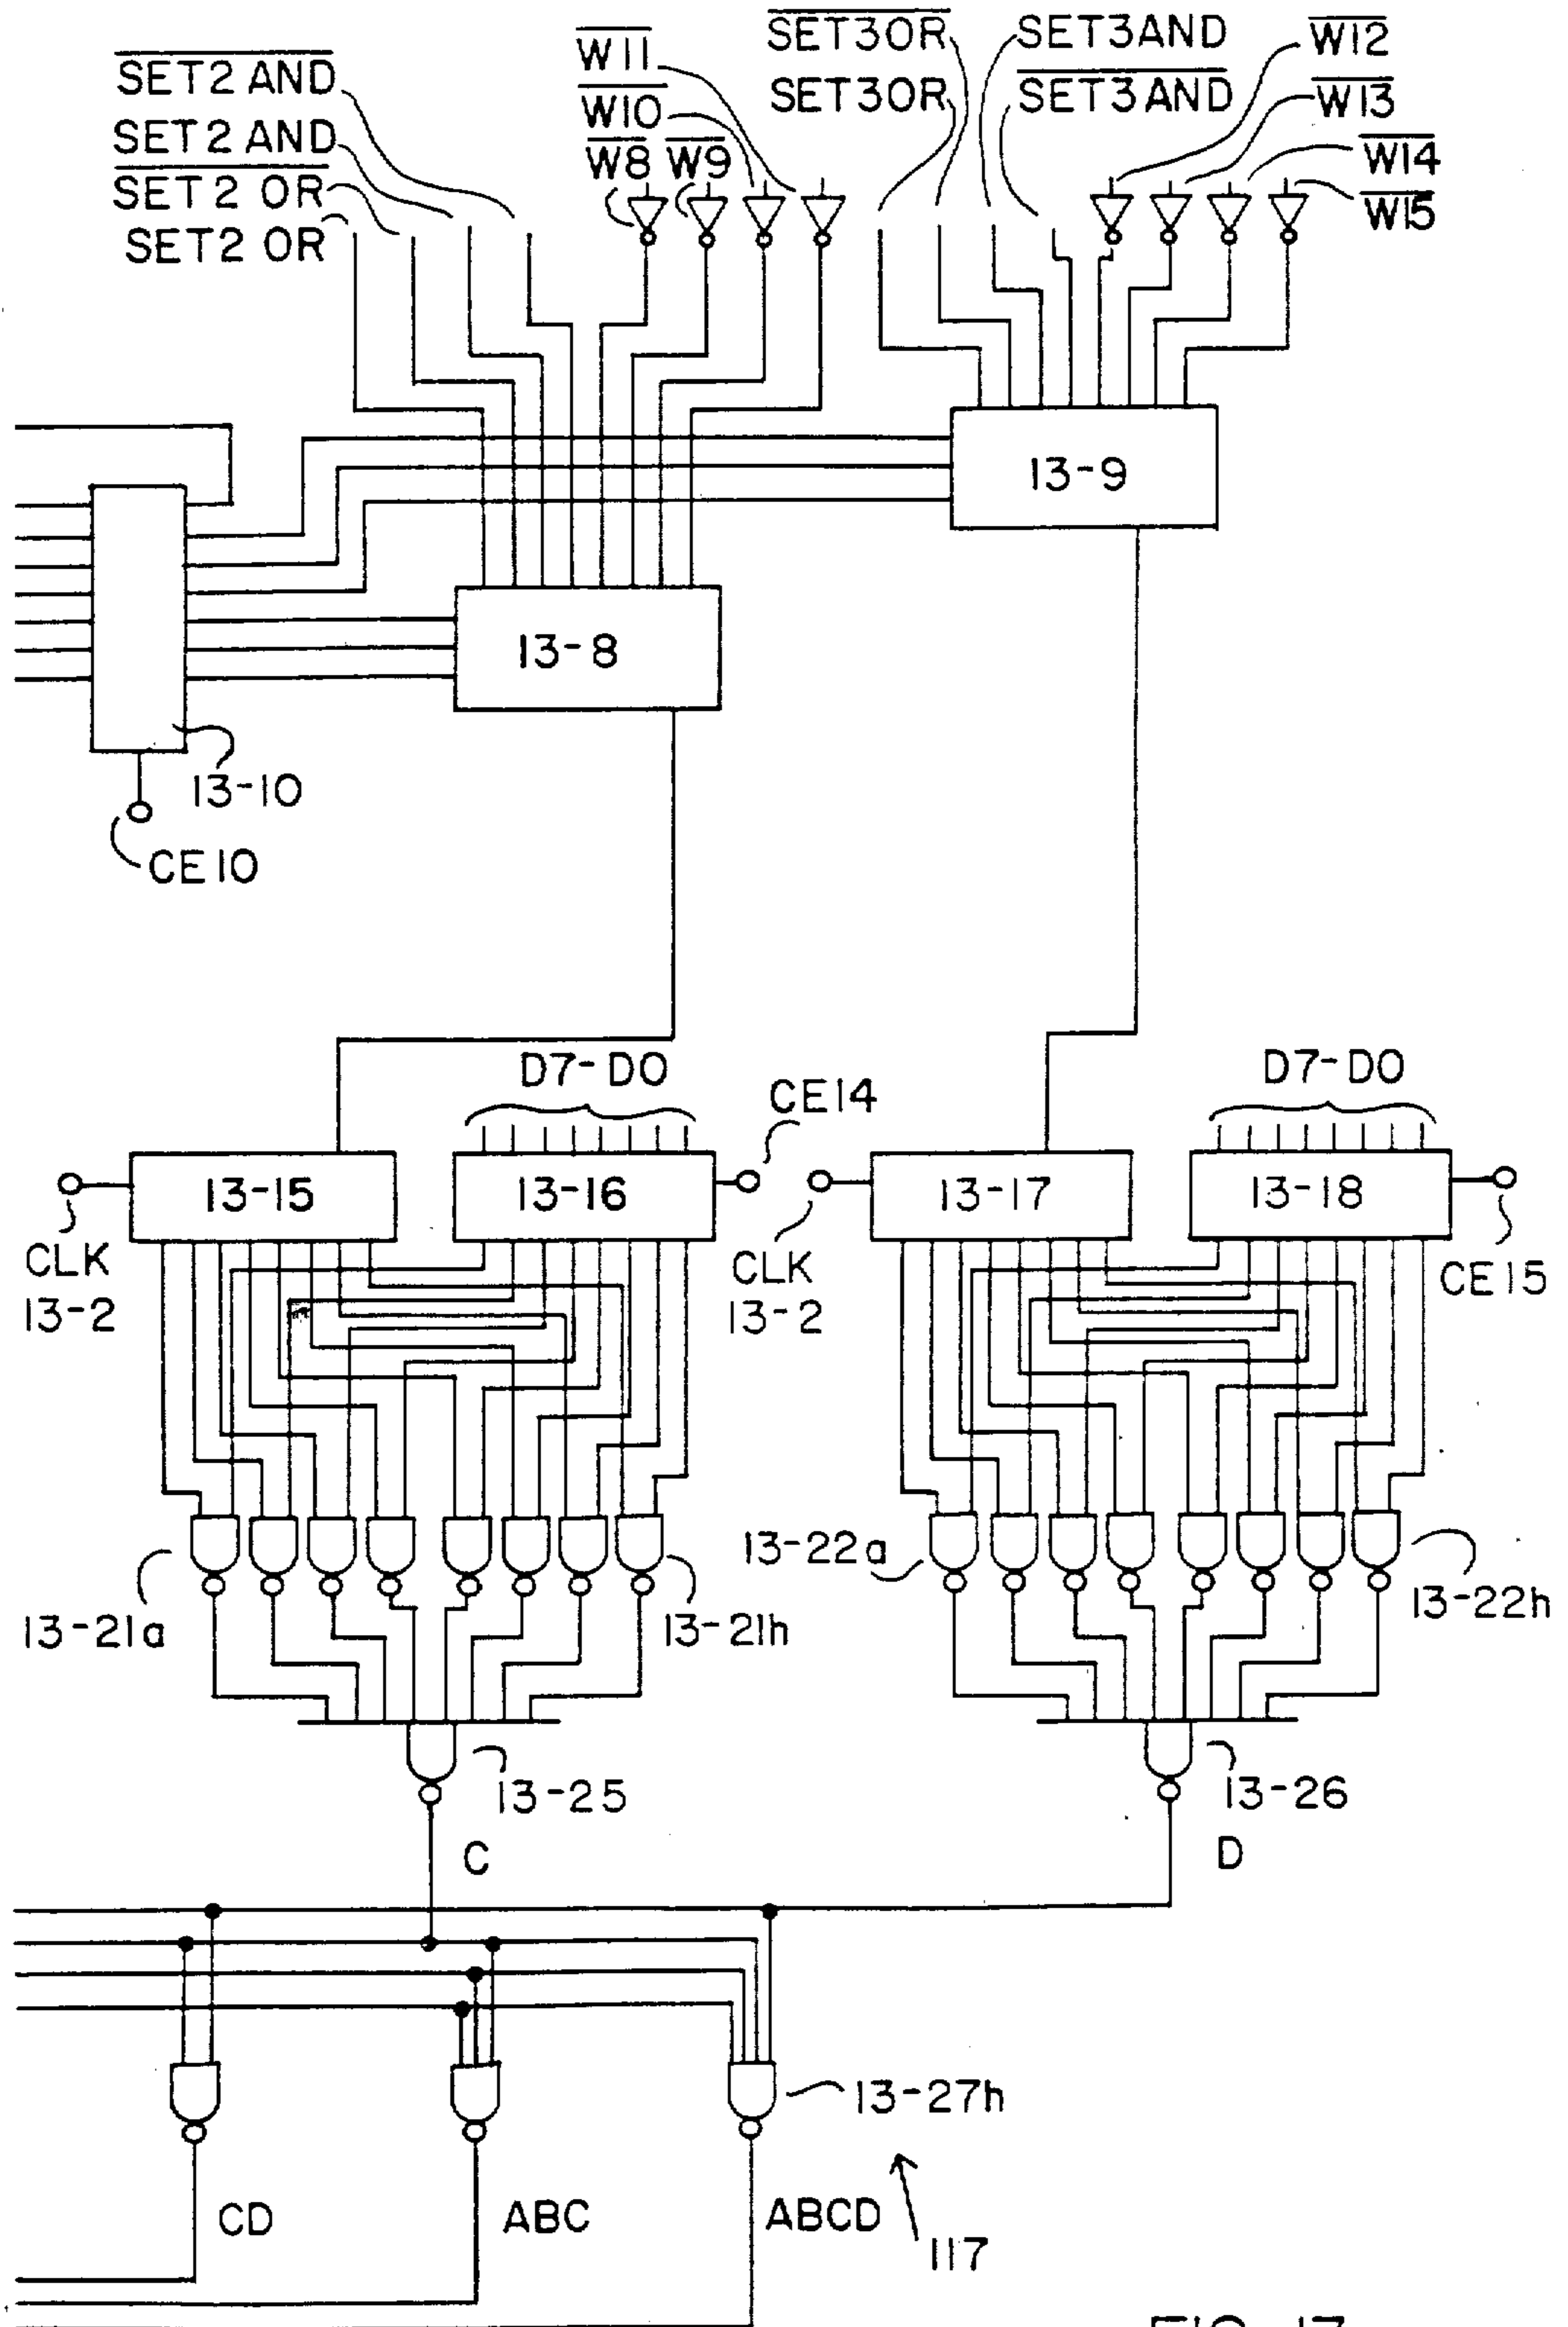 SET2 AND
SET2 AND
SET2 OR
SET2 OR
W11
W10
W8 W9
SET3OR
SET3OR
SET3AND
SET3AND
W12
W13
W14
W15
13-9
13-8
13-10
CE10
D7-D0
CE14
D7-D0
13-15
13-16
13-17
13-18
CLK
13-2
CLK
13-2
CE15
13-21a
13-21h
13-22a
13-22h
13-25
13-26
C
D
13-27h
CD
ABC
ABCD
117